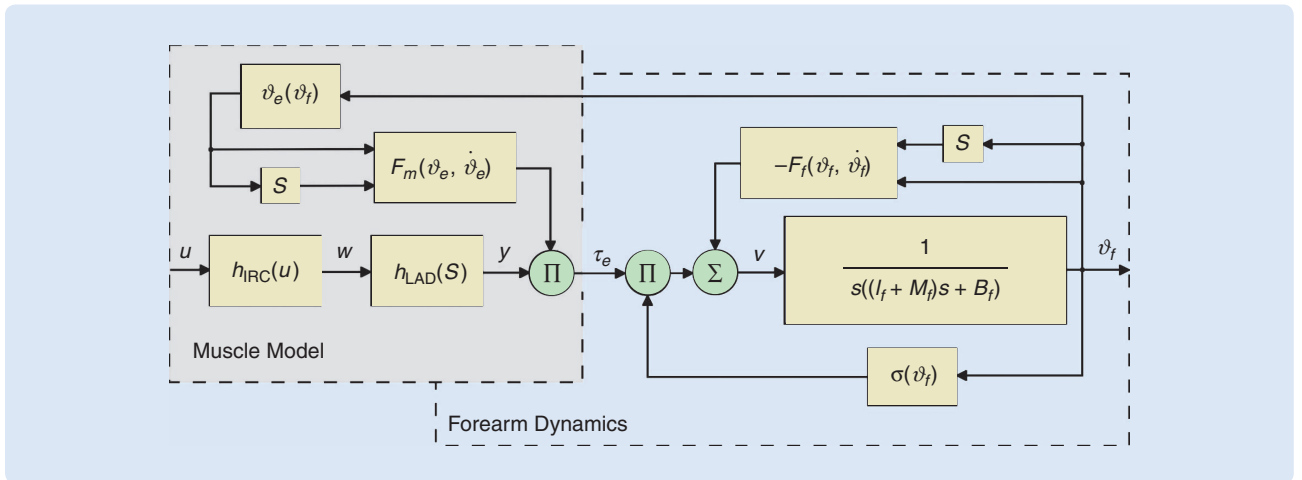 ϑe(ϑf)
S
−Ff(ϑf, ϑ̇f)
Fm(ϑe, ϑ̇e)
S
u
hIRC(u)
w
hLAD(S)
y
Π
τe
Π
Σ
v
1
s((If + Mf)s + Bf)
ϑf
Muscle Model
σ(ϑf)
Forearm Dynamics